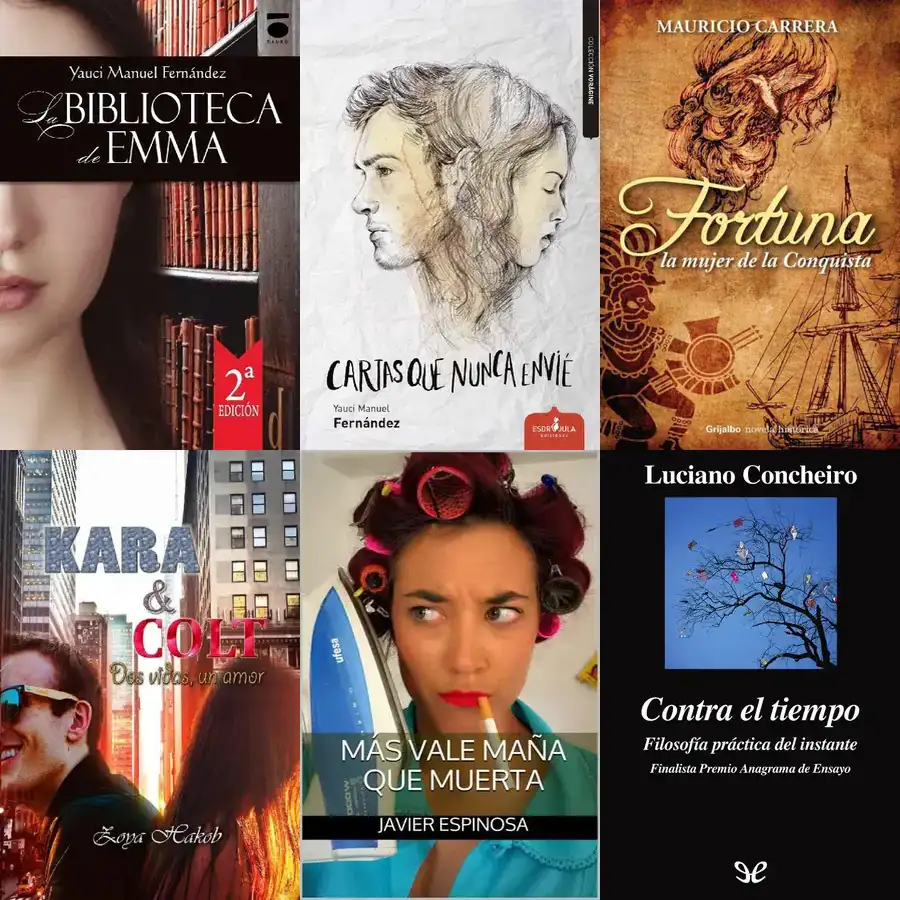 DAURO
Yauci Manuel Fernández
La BIBLIOTECA
de EMMA
2ª
EDICIÓN
COLECCIÓN VORÁGINE
CARTAS QUE NUNCA ENVIÉ
Yauci Manuel
Fernández
ESDRÚJULA
ediciones
MAURICIO CARRERA
Fortuna
la mujer de la Conquista
Grijalbo novela histórica
KARA
&
COLT
Dos vidas, un amor
Zoya Hakób
ufesa
MÁS VALE MAÑA
QUE MUERTA
JAVIER ESPINOSA
Luciano Concheiro
Contra el tiempo
Filosofía práctica del instante
Finalista Premio Anagrama de Ensayo